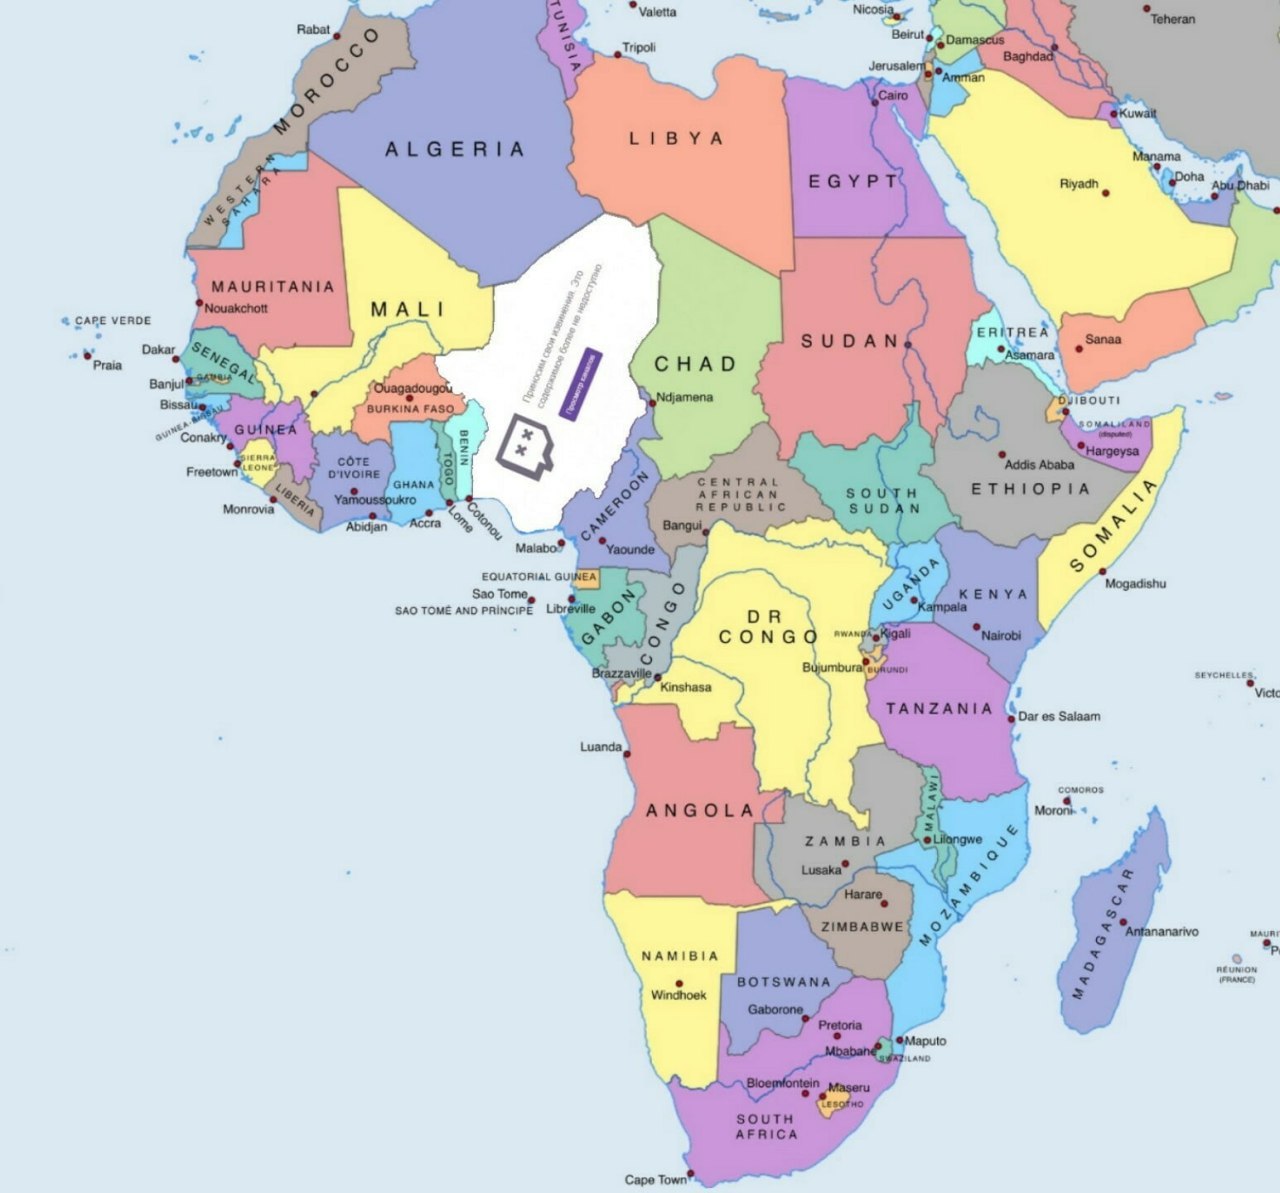 Valetta
Nicosia
Teheran
Rabat
TUNISIA
Tripoli
Beirut
Damascus
Baghdad
MOROCCO
Jerusalem
Amman
Cairo
Kuwait
ALGERIA
LIBYA
EGYPT
Manama
Doha
Abu Dhabi
Riyadh
WESTERN
SAHARA
MAURITANIA
Nouakchott
MALI
CAPE VERDE
Praia
Dakar
SENEGAL
Banjul
GAMBIA
Bissau
GUINEA-BISSAU
GUINEA
Conakry
SIERRA
LEONE
Freetown
LIBERIA
Monrovia
Ouagadougou
BURKINA FASO
CÔTE
D'IVOIRE
Yamoussoukro
Abidjan
GHANA
Accra
TOGO
Lome
BENIN
Cotonou
Приносим свои извинения. Это
содержимое более не недоступно
Просмотр каналов
CHAD
Ndjamena
SUDAN
ERITREA
Asamara
Sanaa
DJIBOUTI
SOMALILAND
(disputed)
Hargeysa
Addis Ababa
ETHIOPIA
SOMALIA
Mogadishu
CENTRAL
AFRICAN
REPUBLIC
Bangui
SOUTH
SUDAN
CAMEROON
Yaounde
Malabo
EQUATORIAL GUINEA
Sao Tome
SAO TOMÉ AND PRÍNCIPE
Libreville
GABON
CONGO
Brazzaville
Kinshasa
DR
CONGO
UGANDA
Kampala
KENYA
Nairobi
RWANDA
Kigali
Bujumbura
BURUNDI
TANZANIA
Dar es Salaam
SEYCHELLES
Victo
Luanda
ANGOLA
ZAMBIA
Lusaka
MALAWI
Lilongwe
COMOROS
Moroni
MOZAMBIQUE
Harare
ZIMBABWE
MADAGASCAR
Antananarivo
MAURI
Po
RÉUNION
(FRANCE)
NAMIBIA
Windhoek
BOTSWANA
Gaborone
Pretoria
Mbabane
SWAZILAND
Maputo
Bloemfontein
Maseru
LESOTHO
SOUTH
AFRICA
Cape Town